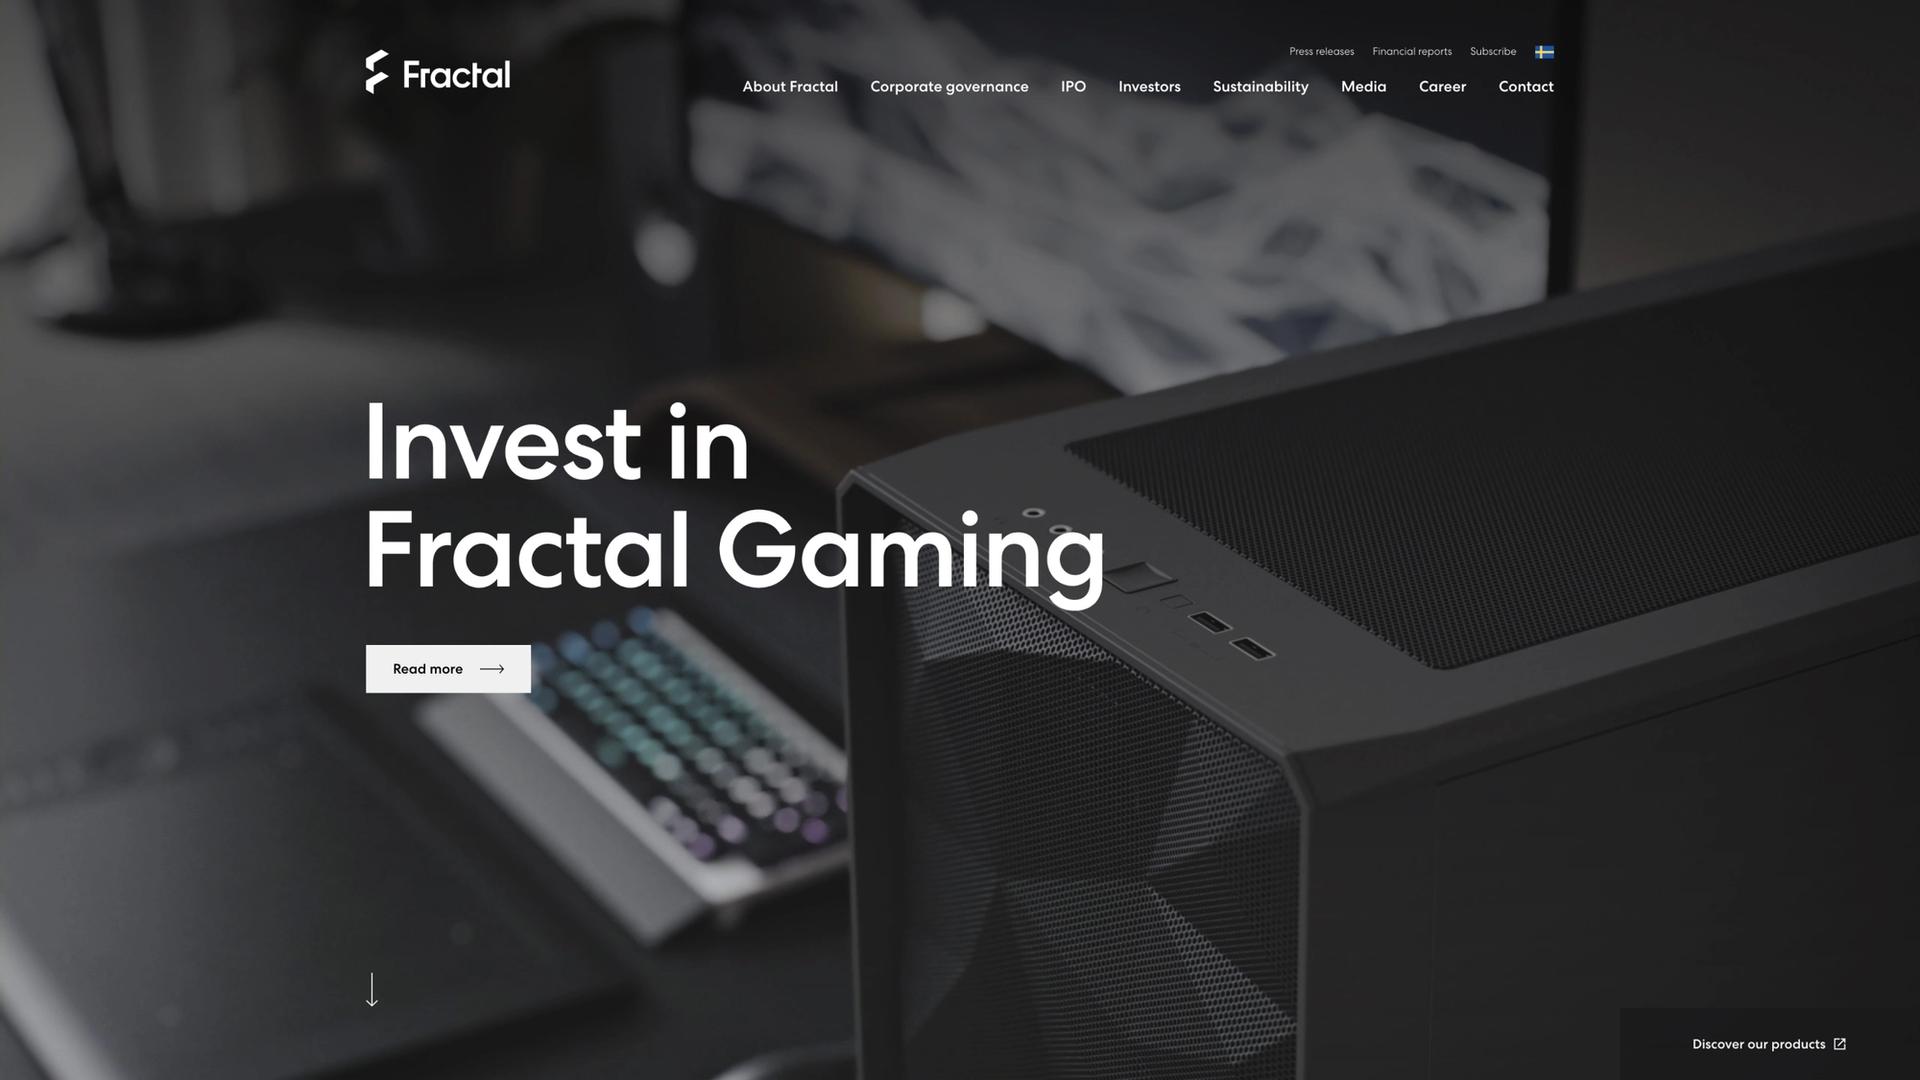 Fractal
Press releases Financial reports Subscribe
About Fractal Corporate governance IPO Investors Sustainability Media Career Contact
Invest in
Fractal Gaming
Read more
Discover our products